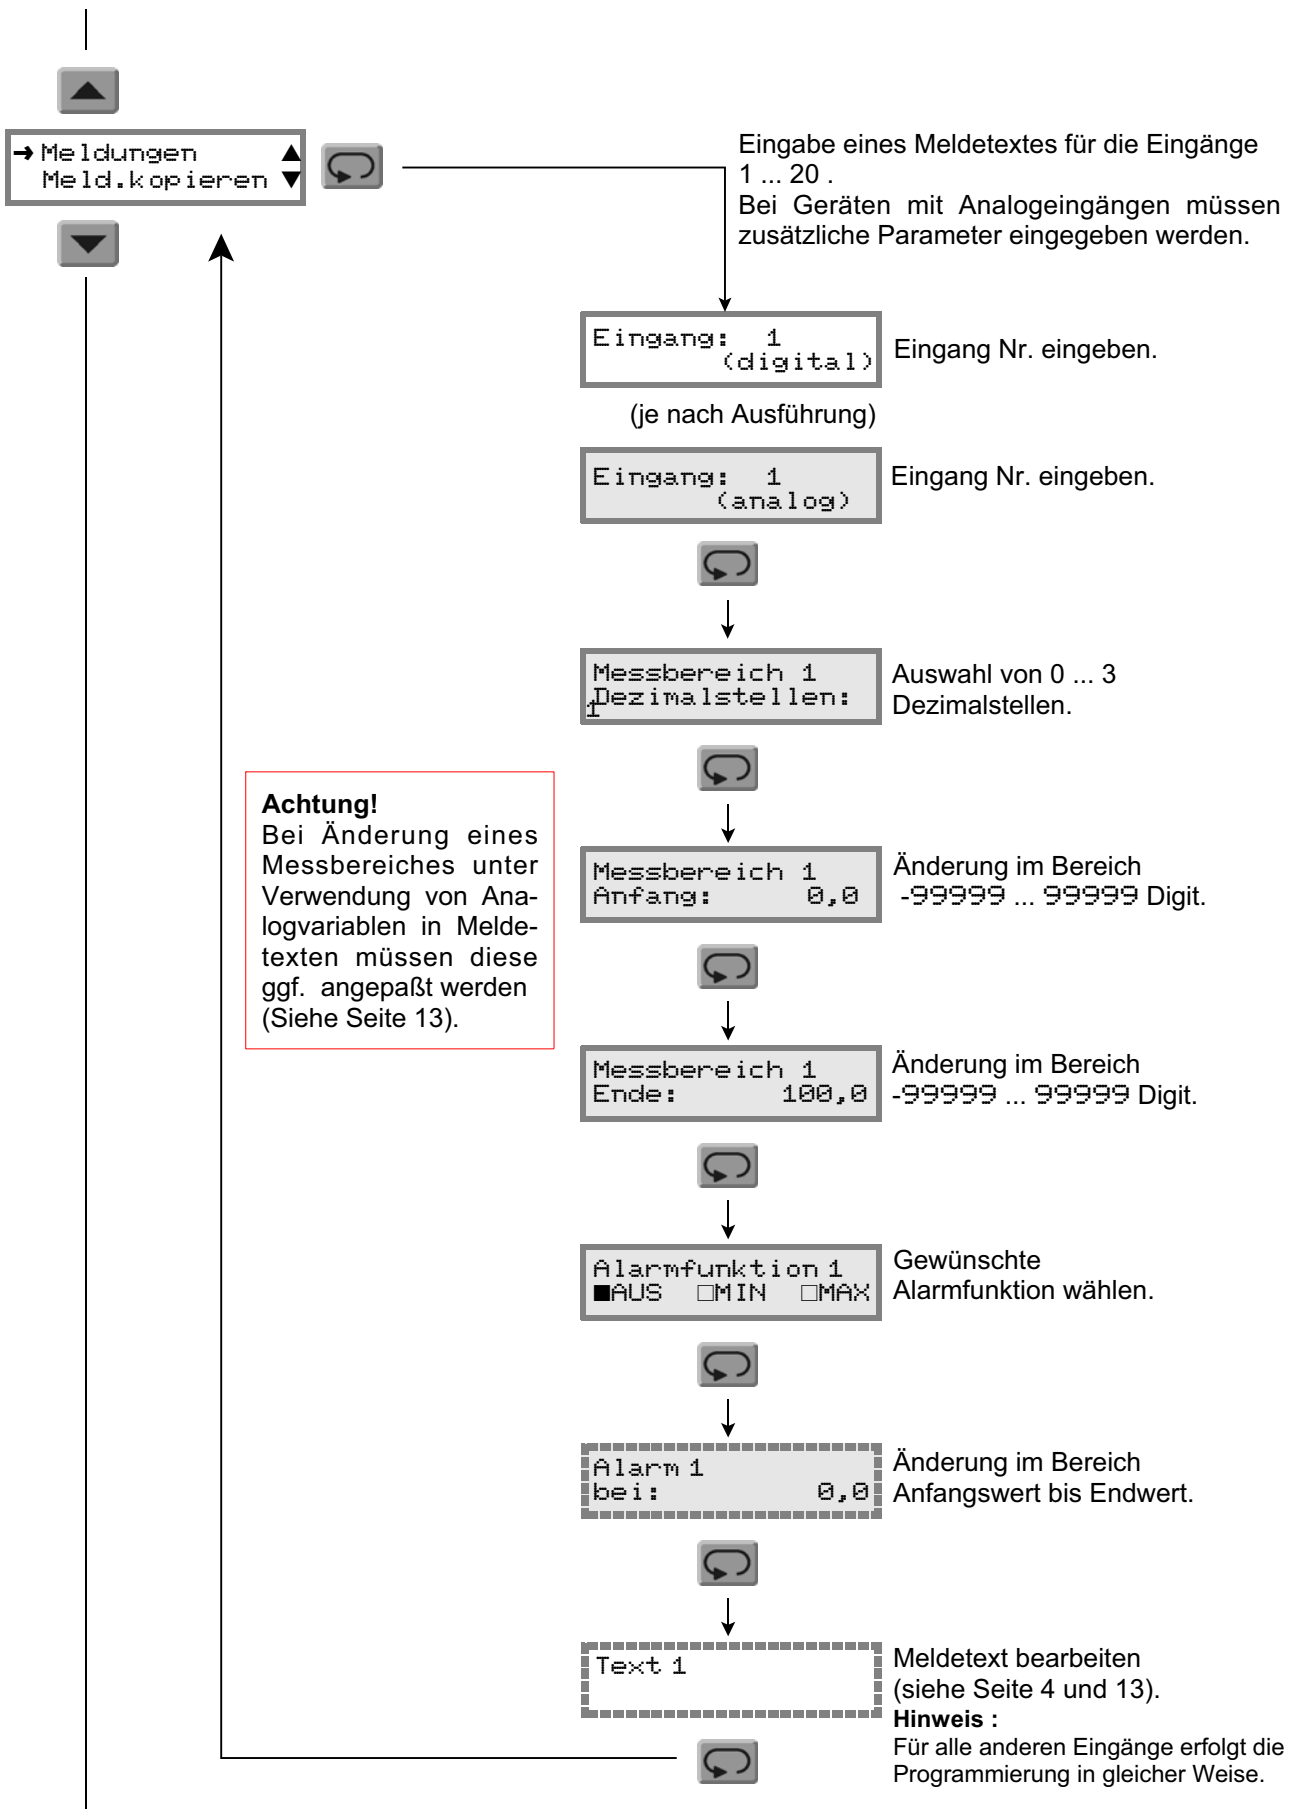 ➔ Meldungen ▲
Meld.kopieren ▼
Eingabe eines Meldetextes für die Eingänge
1 ... 20 .
Bei Geräten mit Analogeingängen müssen
zusätzliche Parameter eingegeben werden.
Eingang: 1
(digital)
Eingang Nr. eingeben.
(je nach Ausführung)
Eingang: 1
(analog)
Eingang Nr. eingeben.
Messbereich 1
Dezimalstellen:
1
Auswahl von 0 ... 3
Dezimalstellen.
Achtung!
Bei Änderung eines
Messbereiches unter
Verwendung von Ana-
logvariablen in Melde-
texten müssen diese
ggf. angepaßt werden
(Siehe Seite 13).
Messbereich 1
Anfang: 0,0
Änderung im Bereich
-99999 ... 99999 Digit.
Messbereich 1
Ende: 100,0
Änderung im Bereich
-99999 ... 99999 Digit.
Alarmfunktion 1
■AUS □MIN □MAX
Gewünschte
Alarmfunktion wählen.
Alarm 1
bei: 0,0
Änderung im Bereich
Anfangswert bis Endwert.
Text 1
Meldetext bearbeiten
(siehe Seite 4 und 13).
Hinweis :
Für alle anderen Eingänge erfolgt die
Programmierung in gleicher Weise.